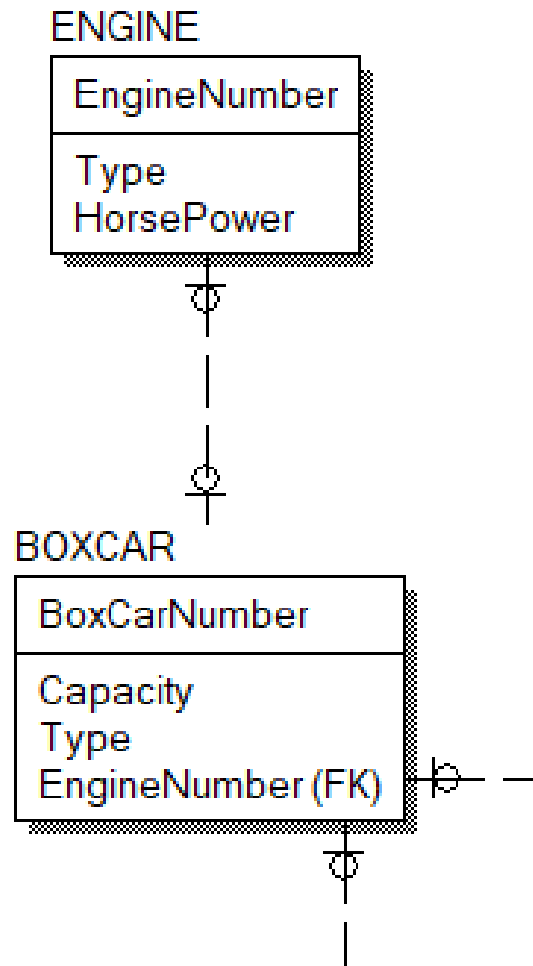 ENGINE
EngineNumber
Type
HorsePower
BOXCAR
BoxCarNumber
Capacity
Type
EngineNumber (FK)